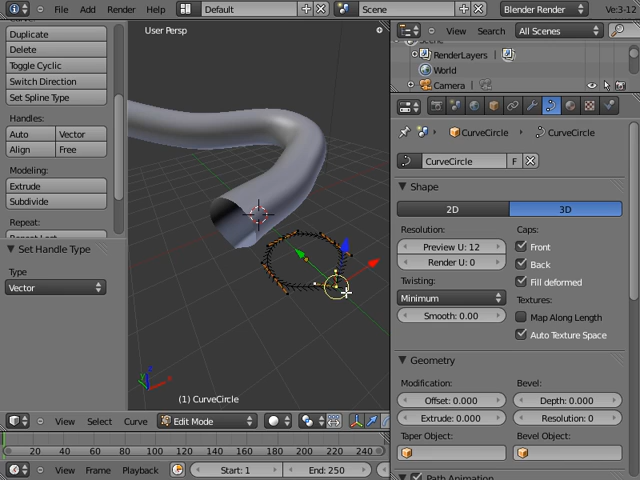 File
Add
Render
Help
Default
Scene
Blender Render
Ve:3-12
Duplicate
Delete
Toggle Cyclic
Switch Direction
Set Spline Type
Handles:
Auto
Vector
Align
Free
Modeling:
Extrude
Subdivide
Repeat:
Set Handle Type
Type
Vector
User Persp
(1) CurveCircle
View
Select
Curve
Edit Mode
20 40 60 80 100 120 140 160 180 200 220 240
View
Frame
Playback
Start: 1
End: 250
View
Search
All Scenes
RenderLayers
World
Camera
CurveCircle
CurveCircle
CurveCircle
F
Shape
2D
3D
Resolution:
Caps:
Preview U: 12
Front
Render U: 0
Back
Fill deformed
Twisting:
Minimum
Textures:
Smooth: 0.00
Map Along Length
Auto Texture Space
Geometry
Modification:
Bevel:
Offset: 0.000
Depth: 0.000
Extrude: 0.000
Resolution: 0
Taper Object:
Bevel Object:
Path Animation